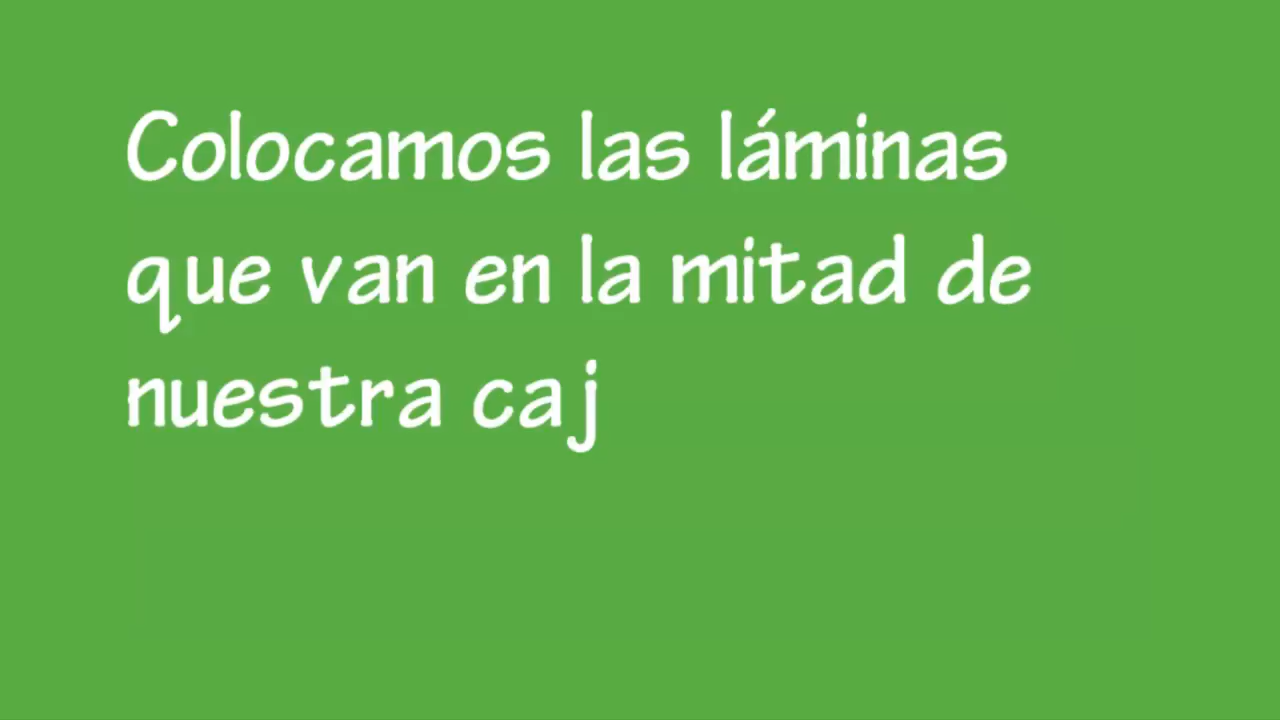 Colocamos las láminas
que van en la mitad de
nuestra caj